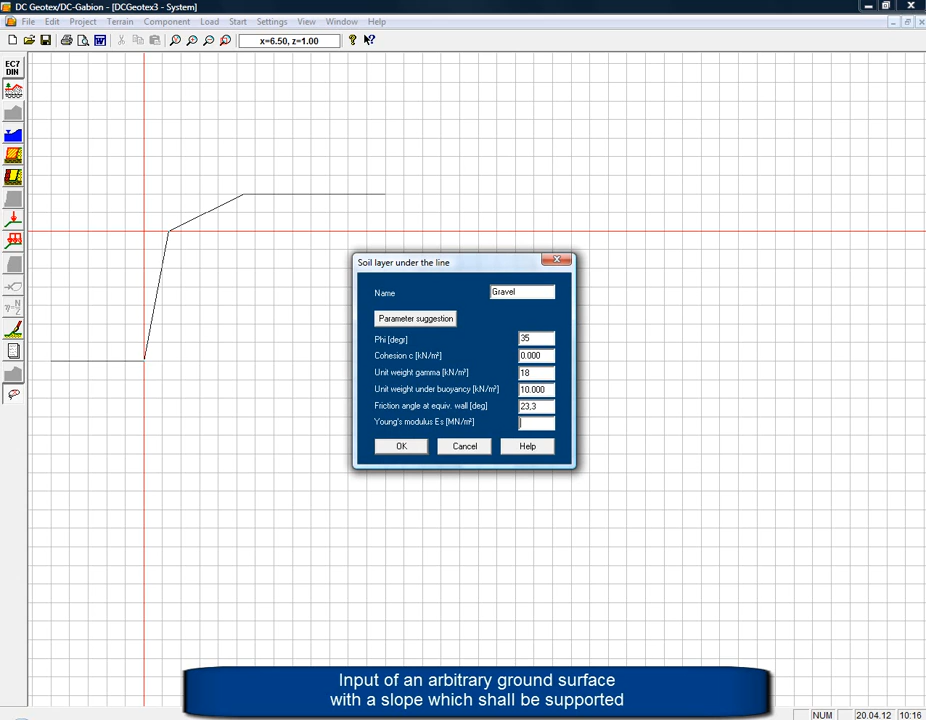 DC Geotex/DC-Gabion - [DCGeotex3 - System]
File Edit Project Terrain Component Load Start Settings View Window Help
x=6.50, z=1.00
EC7
DIN
Soil layer under the line
Name Gravel
Parameter suggestion
Phi [degr] 35
Cohesion c [kN/m²] 0.000
Unit weight gamma [kN/m³] 18
Unit weight under buoyancy [kN/m³] 10.000
Friction angle at equiv. wall [deg] 23,3
Young's modulus Es [MN/m²]
OK Cancel Help
Input of an arbitrary ground surface
with a slope which shall be supported
NUM 20.04.12 10:16